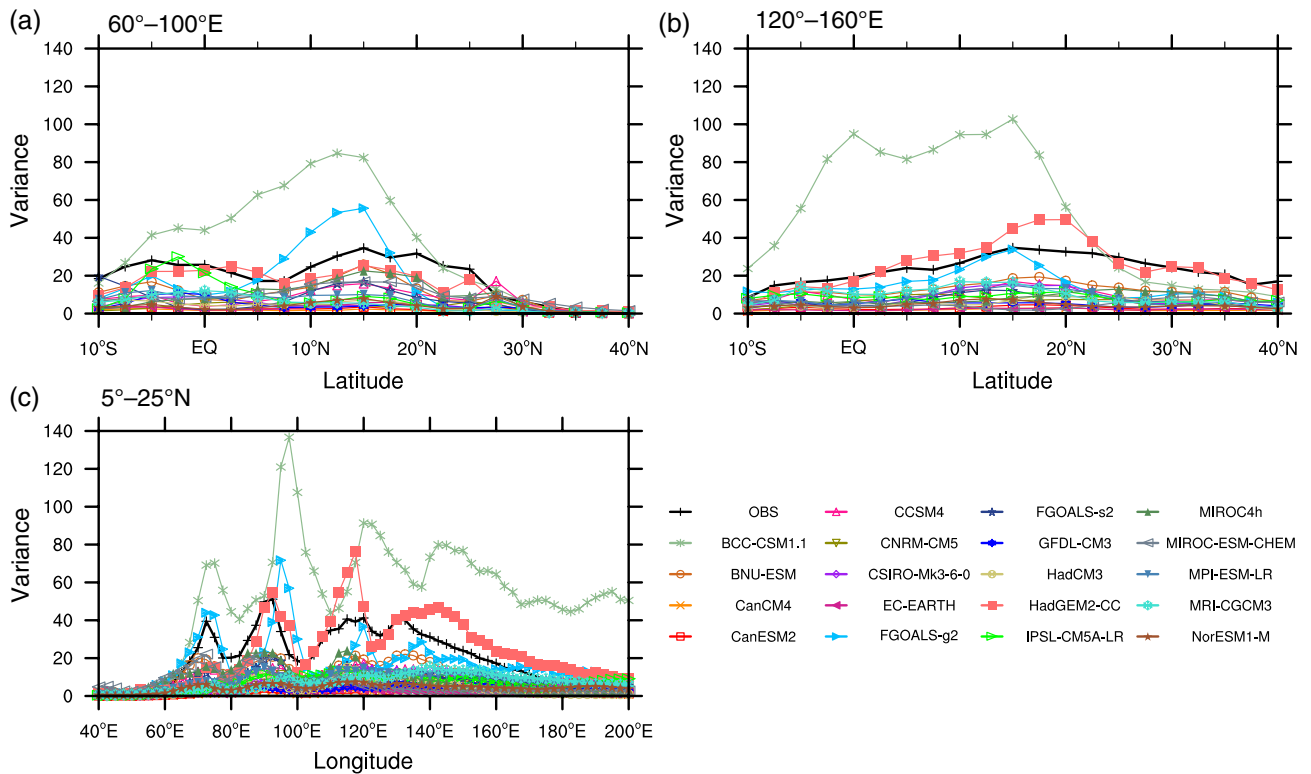 (a) 60°–100°E
140
120
100
80
60
40
20
0
Variance
10°S EQ 10°N 20°N 30°N 40°N
Latitude
(b) 120°–160°E
140
120
100
80
60
40
20
0
Variance
10°S EQ 10°N 20°N 30°N 40°N
Latitude
(c) 5°–25°N
140
120
100
80
60
40
20
0
Variance
40°E 60°E 80°E 100°E 120°E 140°E 160°E 180°E 200°E
Longitude
OBS CCSM4 FGOALS-s2 MIROC4h
BCC-CSM1.1 CNRM-CM5 GFDL-CM3 MIROC-ESM-CHEM
BNU-ESM CSIRO-Mk3-6-0 HadCM3 MPI-ESM-LR
CanCM4 EC-EARTH HadGEM2-CC MRI-CGCM3
CanESM2 FGOALS-g2 IPSL-CM5A-LR NorESM1-M